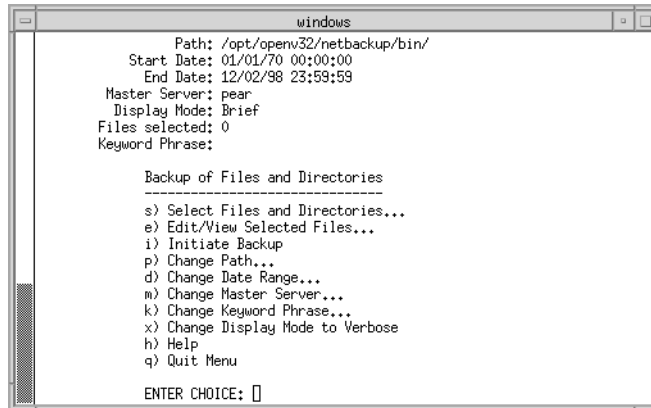 windows
Path: /opt/openv32/netbackup/bin/
Start Date: 01/01/70 00:00:00
End Date: 12/02/98 23:59:59
Master Server: pear
Display Mode: Brief
Files selected: 0
Keyword Phrase:
Backup of Files and Directories
-------------------------------
s) Select Files and Directories...
e) Edit/View Selected Files...
i) Initiate Backup
p) Change Path...
d) Change Date Range...
m) Change Master Server...
k) Change Keyword Phrase...
x) Change Display Mode to Verbose
h) Help
q) Quit Menu
ENTER CHOICE: